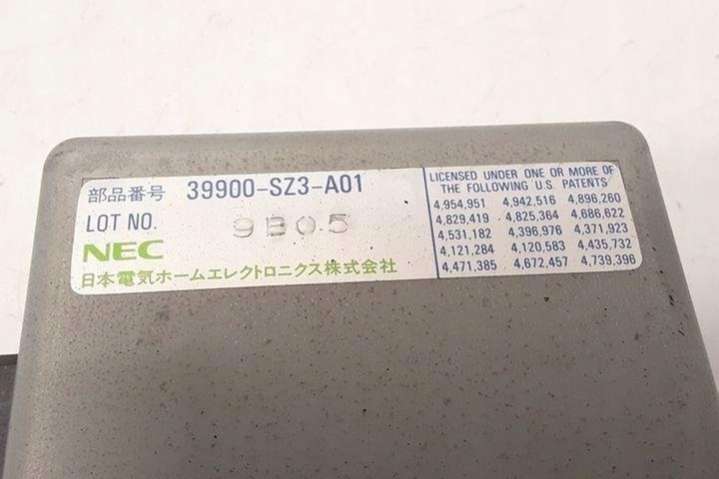 部品番号 39900-SZ3-A01
LOT NO. 9B05
NEC
日本電気ホームエレクトロニクス株式会社
LICENSED UNDER ONE OR MORE OF
THE FOLLOWING U.S. PATENTS
4,954,951 4,942,516 4,896,260
4,829,419 4,825,364 4,686,622
4,531,182 4,396,976 4,371,923
4,121,284 4,120,583 4,435,732
4,471,385 4,672,457 4,739,396